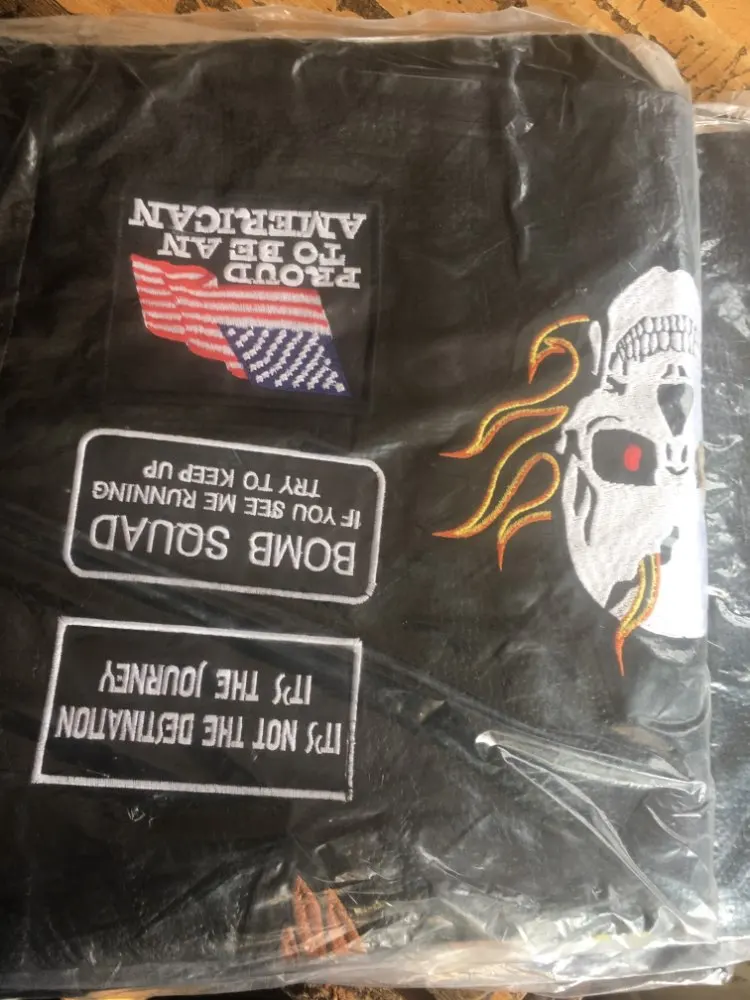 IT'S NOT THE DESTINATION
IT'S THE JOURNEY
BOMB SQUAD
IF YOU SEE ME RUNNING
TRY TO KEEP UP
PROUD
TO BE AN
AMERICAN